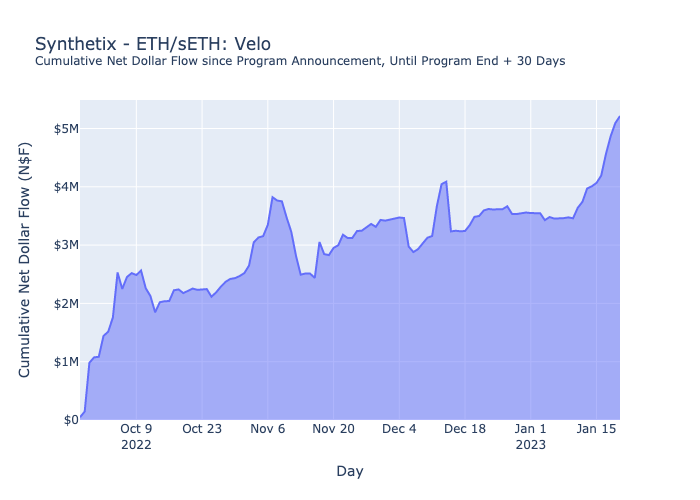 Synthetix - ETH/sETH: Velo
Cumulative Net Dollar Flow since Program Announcement, Until Program End + 30 Days
Cumulative Net Dollar Flow (N$F)
$5M
$4M
$3M
$2M
$1M
$0
Oct 9
2022
Oct 23
Nov 6
Nov 20
Dec 4
Dec 18
Jan 1
2023
Jan 15
Day